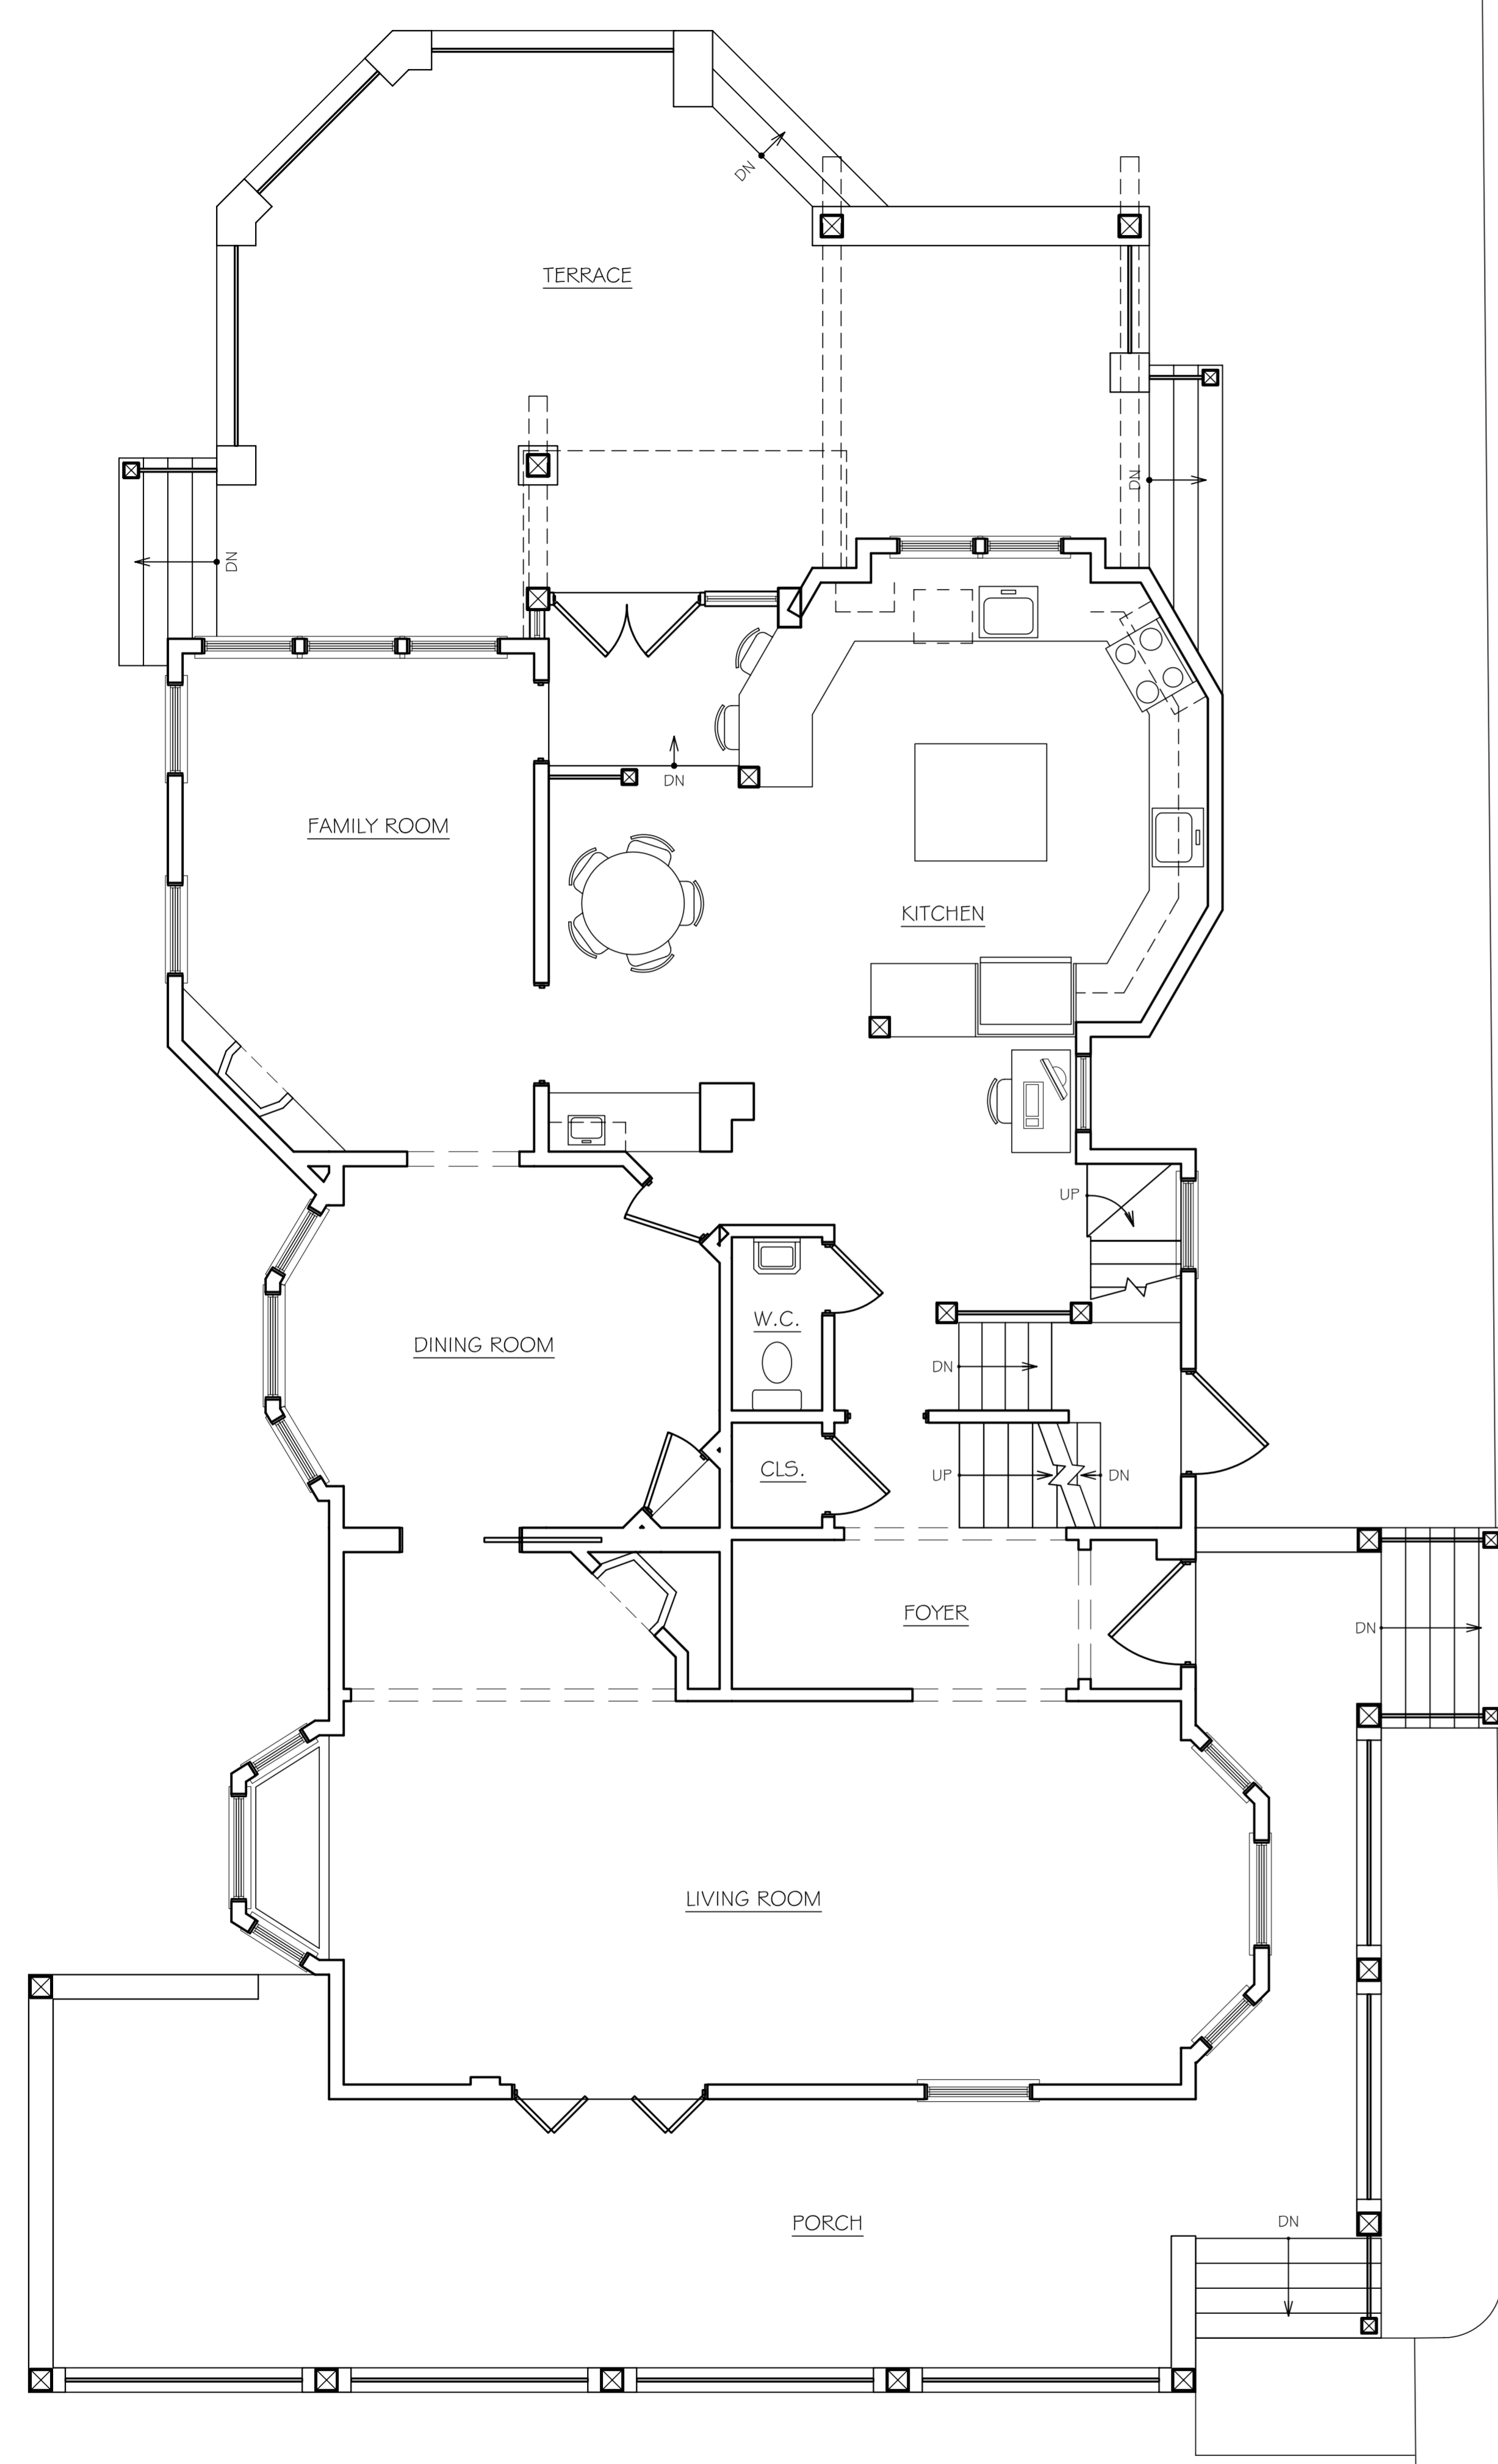 DN
TERRACE
DN
DN
DN
FAMILY ROOM
KITCHEN
UP
W.C.
DINING ROOM
DN
CLS.
UP
DN
FOYER
DN
LIVING ROOM
DN
PORCH